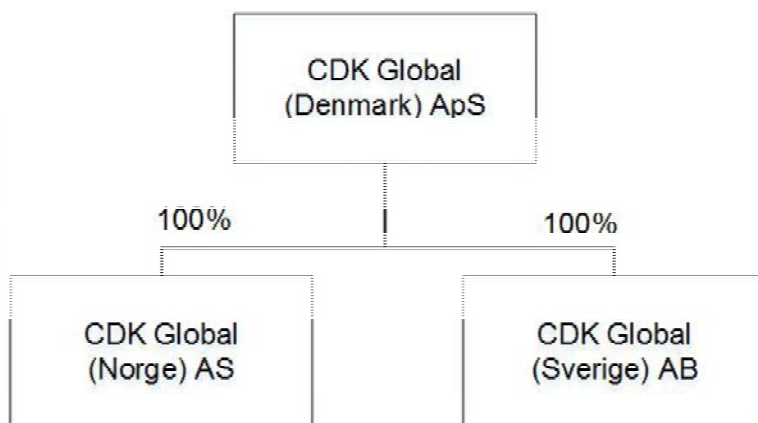 CDK Global
(Denmark) ApS
100%
100%
CDK Global
(Norge) AS
CDK Global
(Sverige) AB